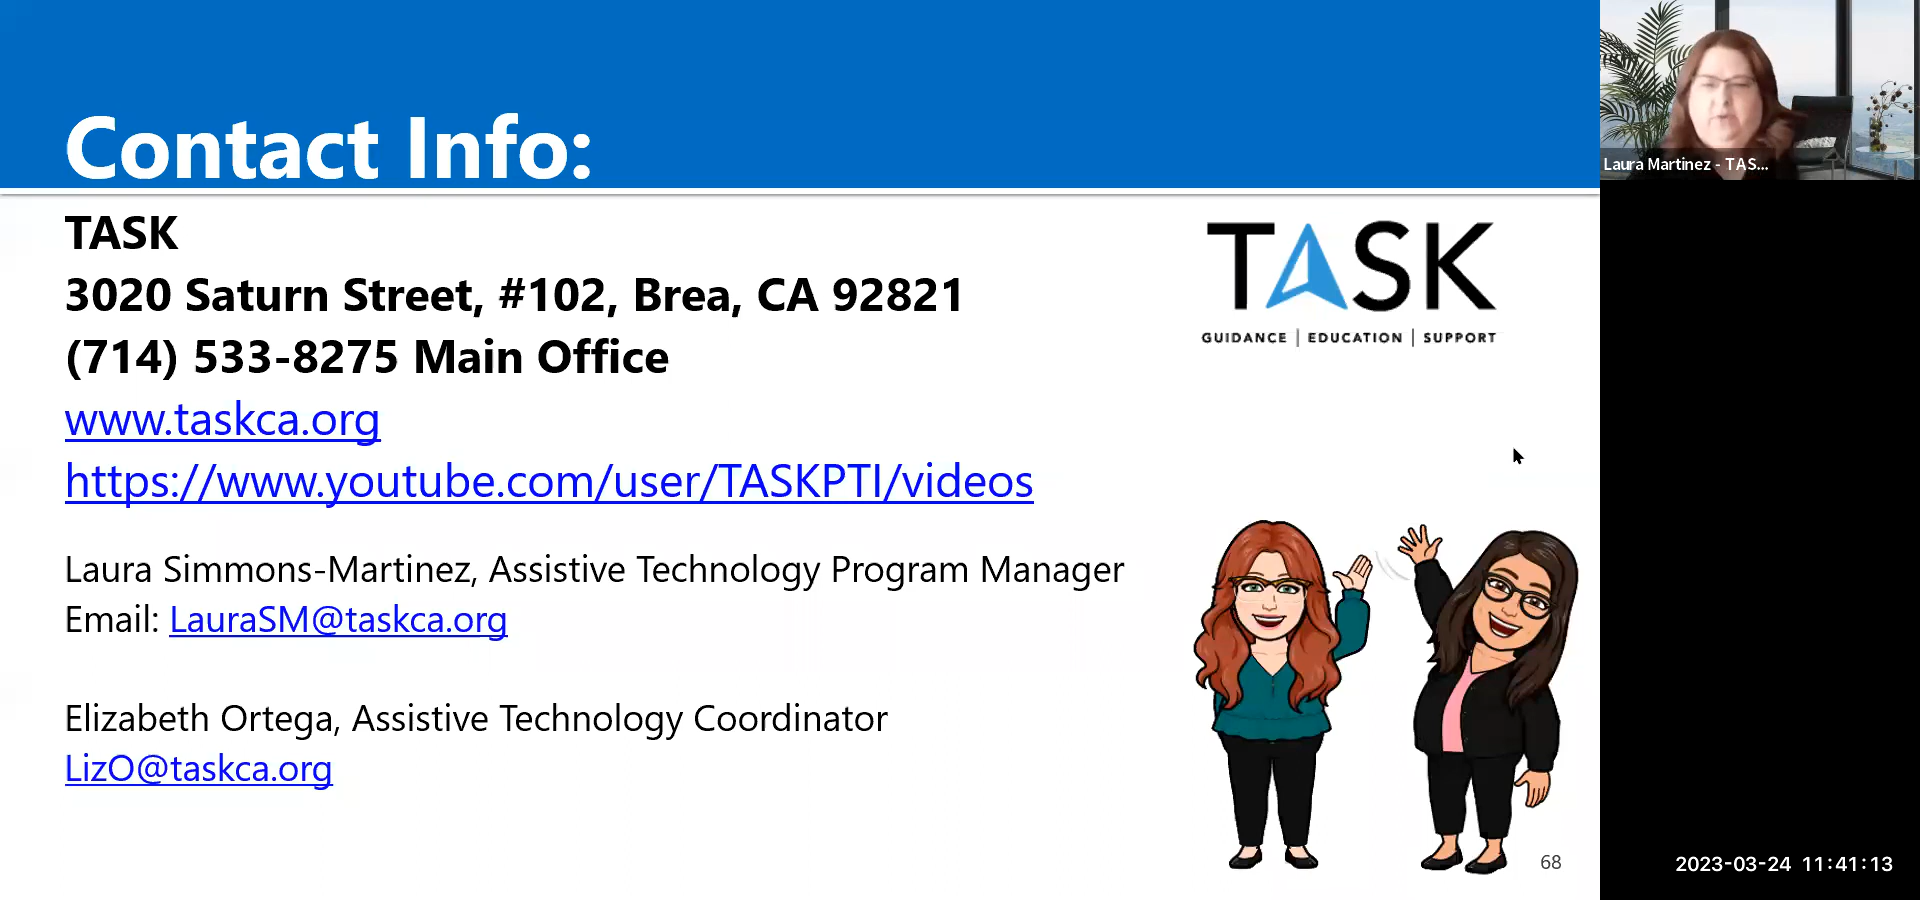 Contact Info:
TASK
3020 Saturn Street, #102, Brea, CA 92821
(714) 533-8275 Main Office
www.taskca.org
https://www.youtube.com/user/TASKPTI/videos
Laura Simmons-Martinez, Assistive Technology Program Manager
Email: LauraSM@taskca.org
Elizabeth Ortega, Assistive Technology Coordinator
LizO@taskca.org
TASK
GUIDANCE | EDUCATION | SUPPORT
68
Laura Martinez - TAS...
2023-03-24 11:41:13